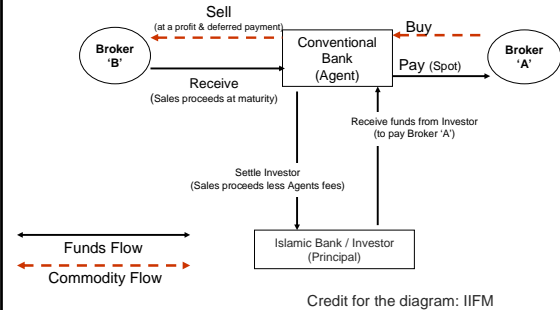 Sell
(at a profit & deferred payment)
Broker
'B'
Receive
(Sales proceeds at maturity)
Conventional
Bank
(Agent)
Buy
Pay (Spot)
Broker
'A'
Receive funds from Investor
(to pay Broker 'A')
Settle Investor
(Sales proceeds less Agents fees)
Islamic Bank / Investor
(Principal)
Funds Flow
Commodity Flow
Credit for the diagram: IIFM